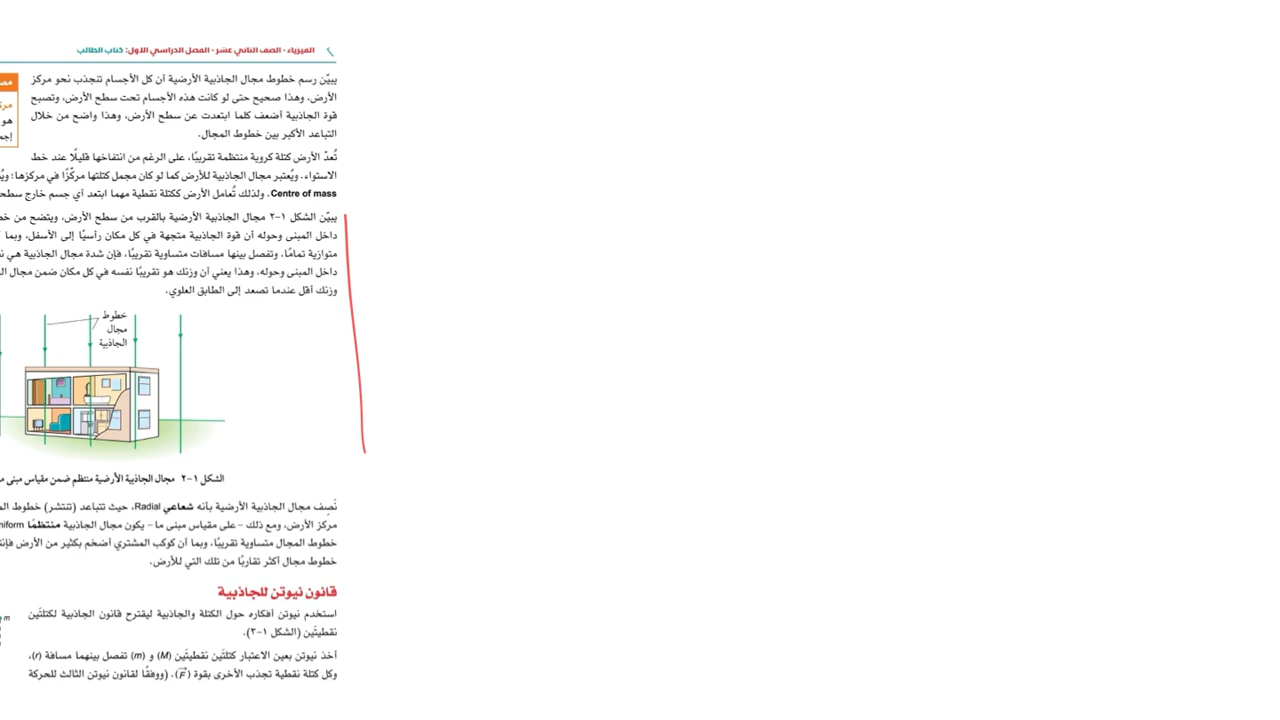 الفيزياء - الصف الثاني عشر - الفصل الدراسي الأول: كتاب الطالب
يبيّن رسم خطوط مجال الجاذبية الأرضية أن كل الأجسام تنجذب نحو مركز
الأرض، وهذا صحيح حتى لو كانت هذه الأجسام تحت سطح الأرض، وتصبح
قوة الجاذبية أضعف كلما ابتعدت عن سطح الأرض، وهذا واضح من خلال
التباعد الأكبر بين خطوط المجال.
هو
تُعدّ الأرض كتلة كروية منتظمة تقريبًا، على الرغم من انتفاخها قليلًا عند خط
الاستواء. ويُعتبر مجال الجاذبية للأرض كما لو كان مجمل كتلتها مركّزًا في مركزها؛
Centre of mass. ولذلك تُعامل الأرض ككتلة نقطية مهما ابتعد أي جسم خارج سطح
يبيّن الشكل ١-٢ مجال الجاذبية الأرضية بالقرب من سطح الأرض، ويتضح من
داخل المبنى وحوله أن قوة الجاذبية متجهة في كل مكان رأسيًا إلى الأسفل، وبما
متوازية تمامًا، وتفصل بينها مسافات متساوية تقريبًا، فإن شدة مجال الجاذبية هي
داخل المبنى وحوله، وهذا يعني أن وزنك هو تقريبًا نفسه في كل مكان ضمن مجال
وزنك أقل عندما تصعد إلى الطابق العلوي.
خطوط
مجال
الجاذبية
الشكل ١-٢ مجال الجاذبية الأرضية منتظم ضمن مقياس مبنى
نَصِف مجال الجاذبية الأرضية بأنه شعاعي Radial، حيث تتباعد (تنتشر) خطوط
مركز الأرض، ومع ذلك – على مقياس مبنى ما – يكون مجال الجاذبية منتظمًا niform
خطوط المجال متساوية تقريبًا، وبما أن كوكب المشتري أضخم بكثير من الأرض
خطوط مجال أكثر تقاربًا من تلك التي للأرض.
قانون نيوتن للجاذبية
استخدم نيوتن أفكاره حول الكتلة والجاذبية ليقترح قانون الجاذبية لكتلتَين
نقطيتَين (الشكل ١-٣).
m
أخذ نيوتن بعين الاعتبار كتلتَين نقطيتَين (M) و (m) تفصل بينهما مسافة (r)،
وكل كتلة نقطية تجذب الأخرى بقوة (F⃗). (ووفقًا لقانون نيوتن الثالث للحركة